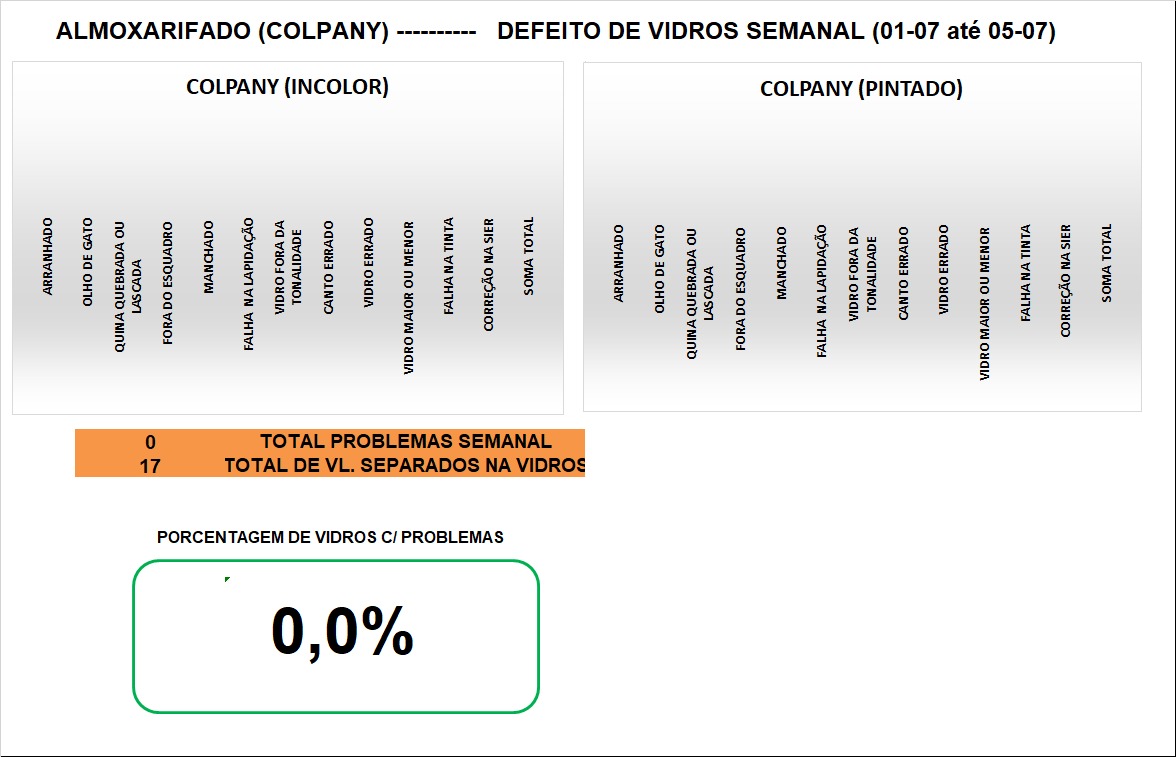 ALMOXARIFADO (COLPANY) ---------- DEFEITO DE VIDROS SEMANAL (01-07 até 05-07)
COLPANY (INCOLOR)
ARRANHADO
OLHO DE GATO
QUINA QUEBRADA OU
LASCADA
FORA DO ESQUADRO
MANCHADO
FALHA NA LAPIDAÇÃO
VIDRO FORA DA
TONALIDADE
CANTO ERRADO
VIDRO ERRADO
VIDRO MAIOR OU MENOR
FALHA NA TINTA
CORREÇÃO NA SIER
SOMA TOTAL
COLPANY (PINTADO)
ARRANHADO
OLHO DE GATO
QUINA QUEBRADA OU
LASCADA
FORA DO ESQUADRO
MANCHADO
FALHA NA LAPIDAÇÃO
VIDRO FORA DA
TONALIDADE
CANTO ERRADO
VIDRO ERRADO
VIDRO MAIOR OU MENOR
FALHA NA TINTA
CORREÇÃO NA SIER
SOMA TOTAL
0 TOTAL PROBLEMAS SEMANAL
17 TOTAL DE VL. SEPARADOS NA VIDROS
PORCENTAGEM DE VIDROS C/ PROBLEMAS
0,0%